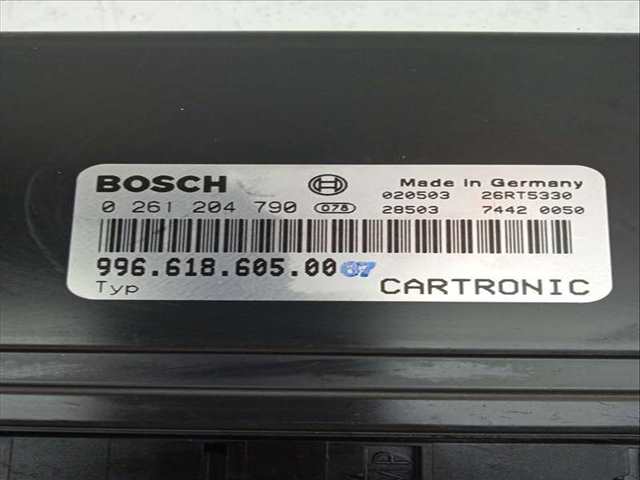 BOSCH Made in Germany
020503 26RT5330
0 261 204 790 078 28503 7442 0050
996.618.605.00 67
Typ CARTRONIC